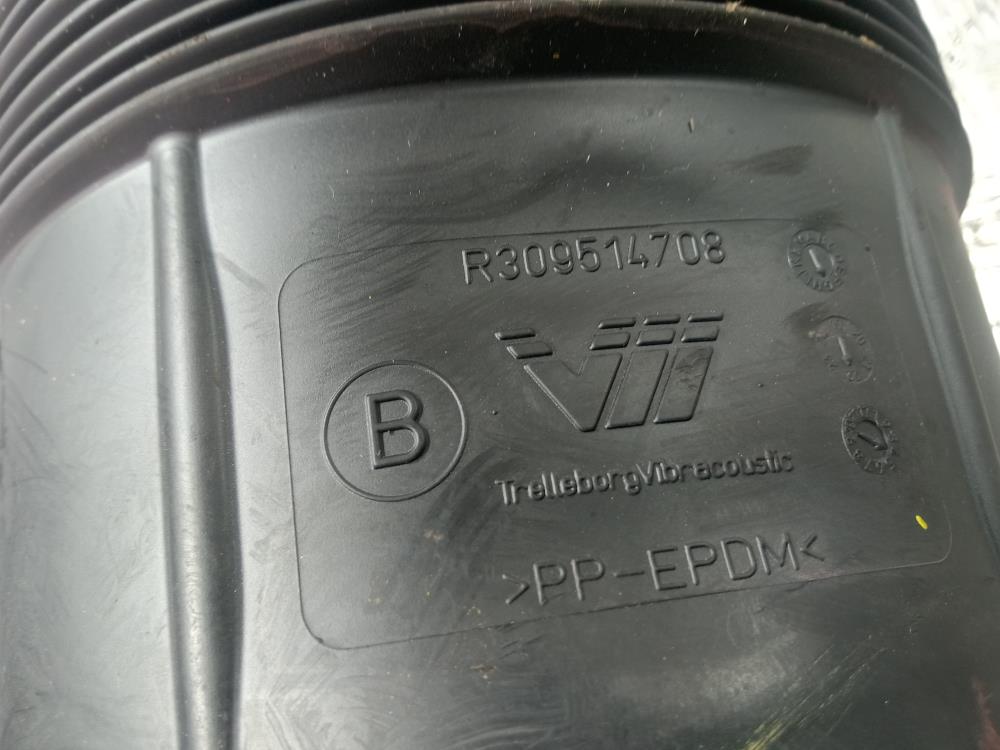 R309514708
B
TrelleborgVibracoustic
>PP-EPDM<